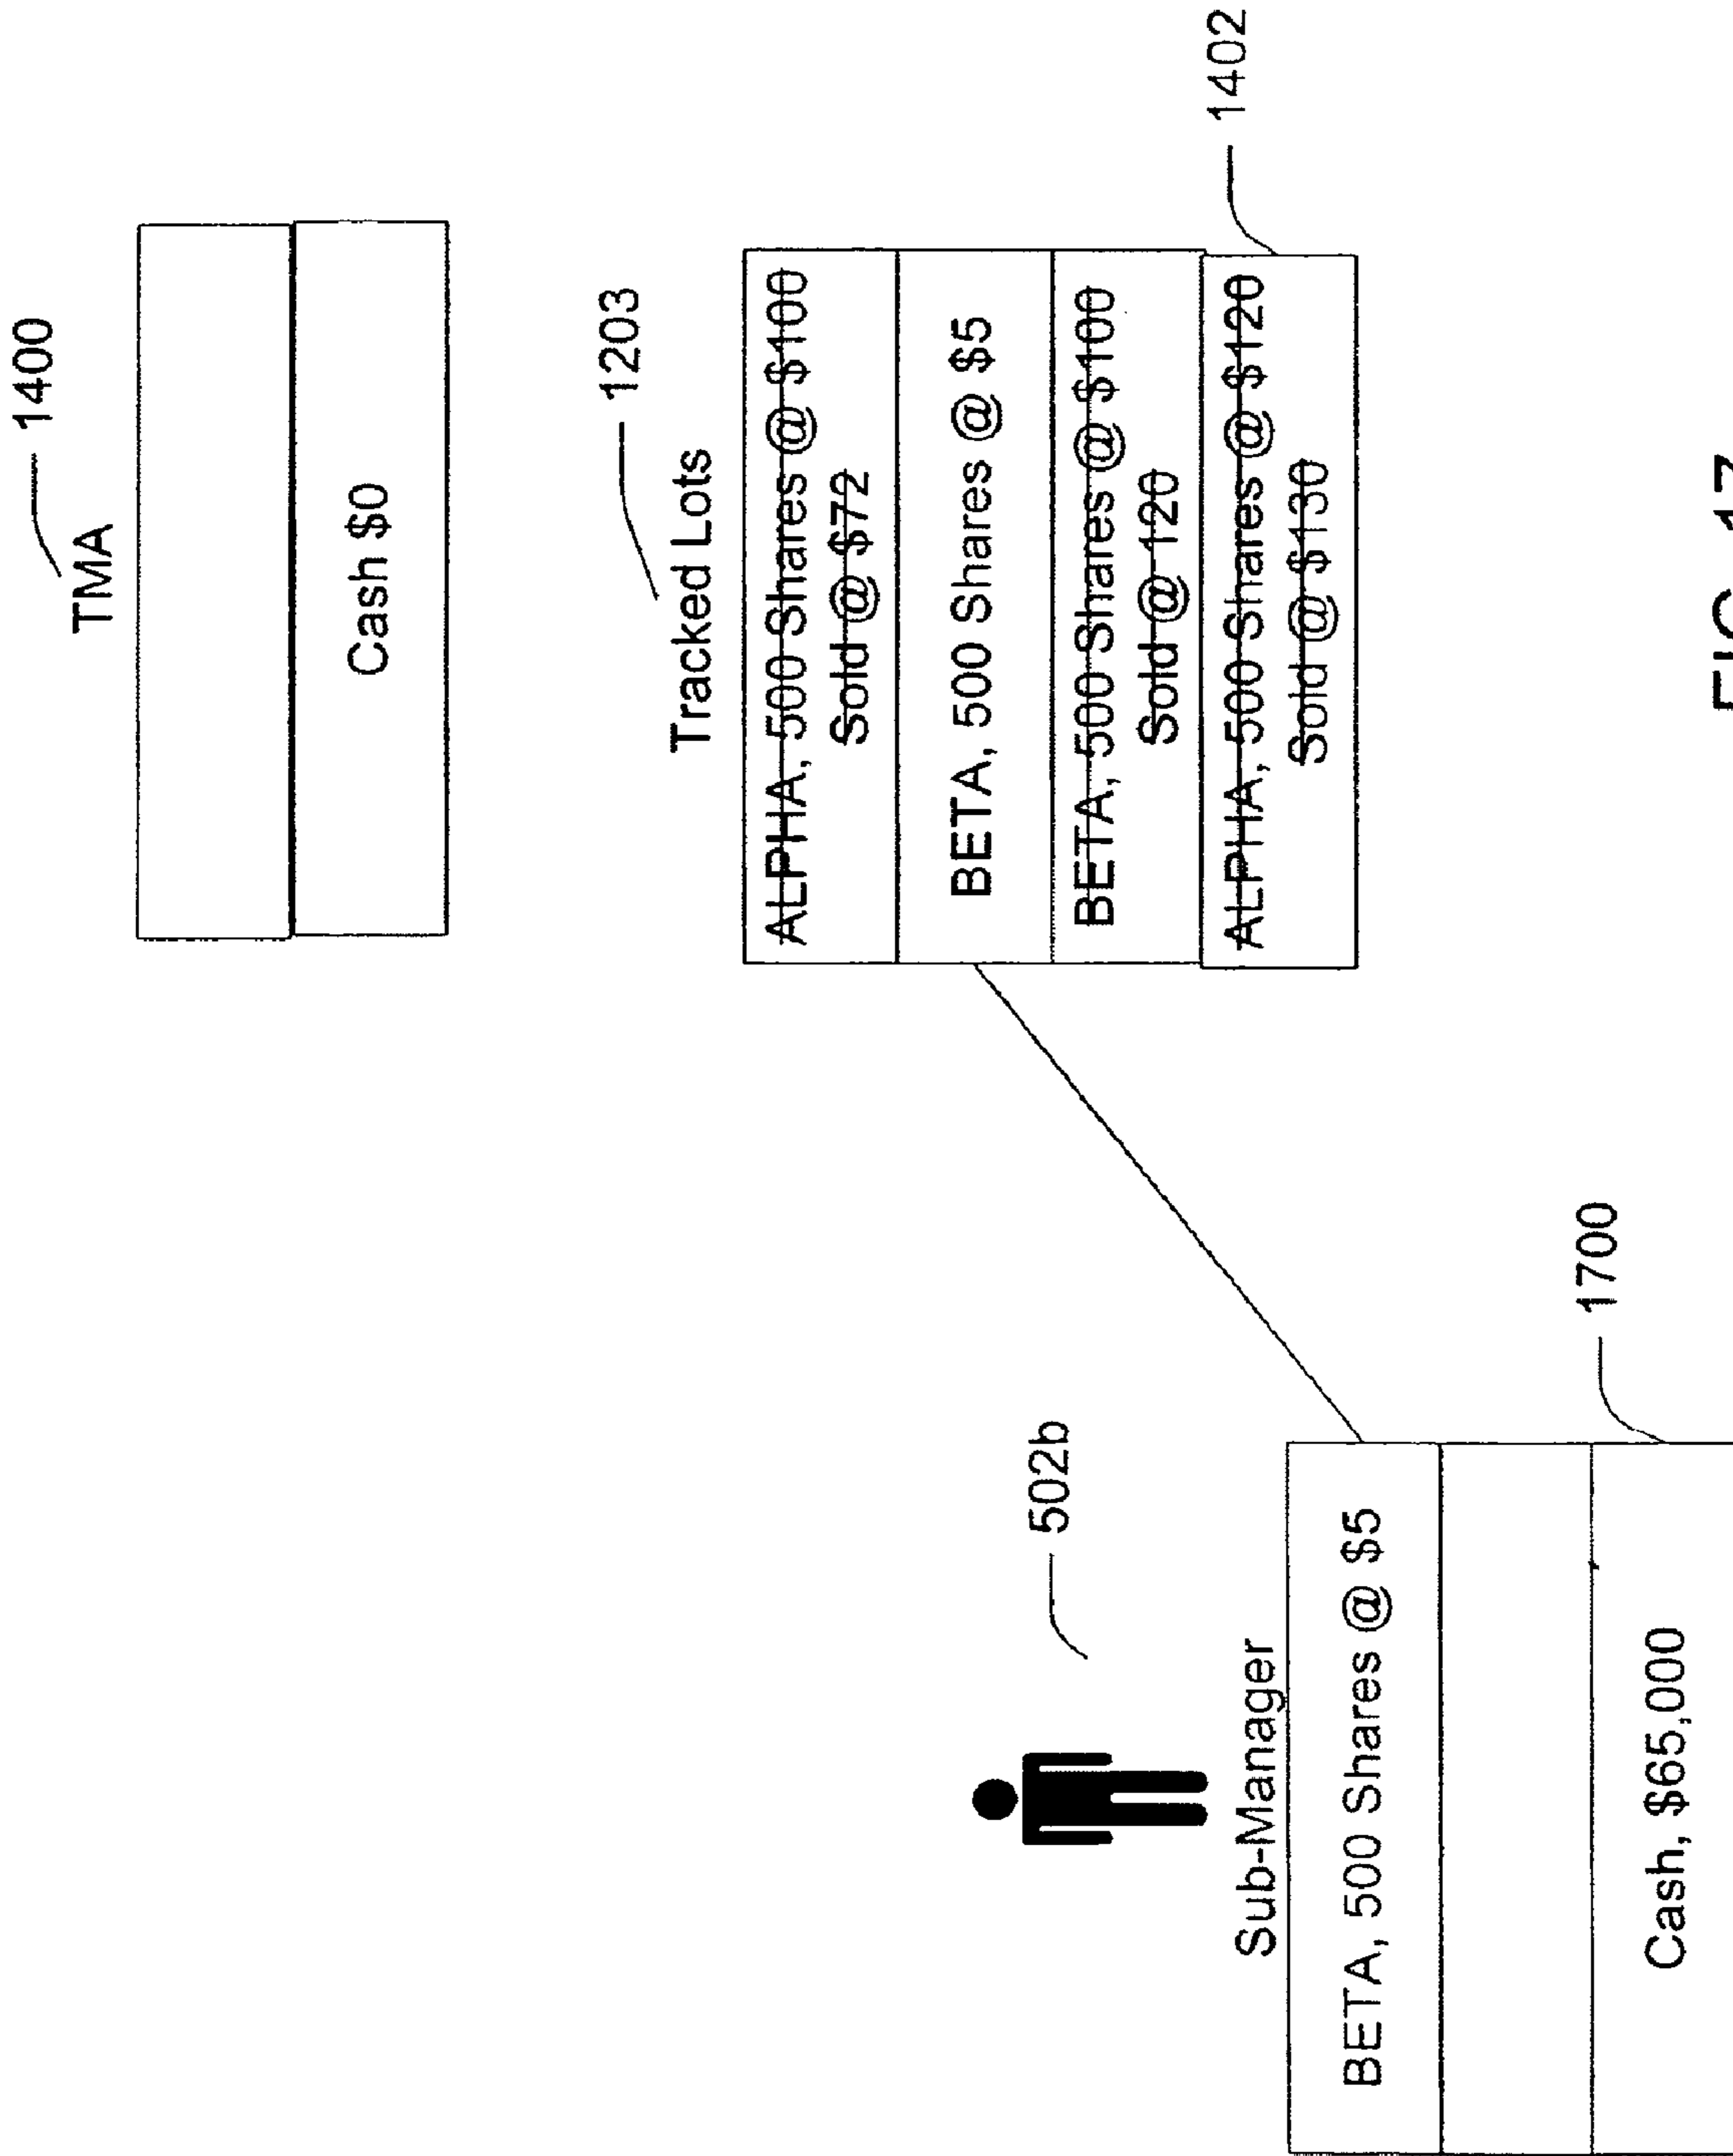 1400
TMA
Cash $0
1203
Tracked Lots
ALPHA, 500 Shares @ $100
Sold @ $72
BETA, 500 Shares @ $5
BETA, 500 Shares @ $100
Sold @ 120
ALPHA, 500 Shares @ $120
Sold @ $130
1402
502b
Sub-Manager
BETA, 500 Shares @ $5
1700
Cash, $65,000
FIG. 17